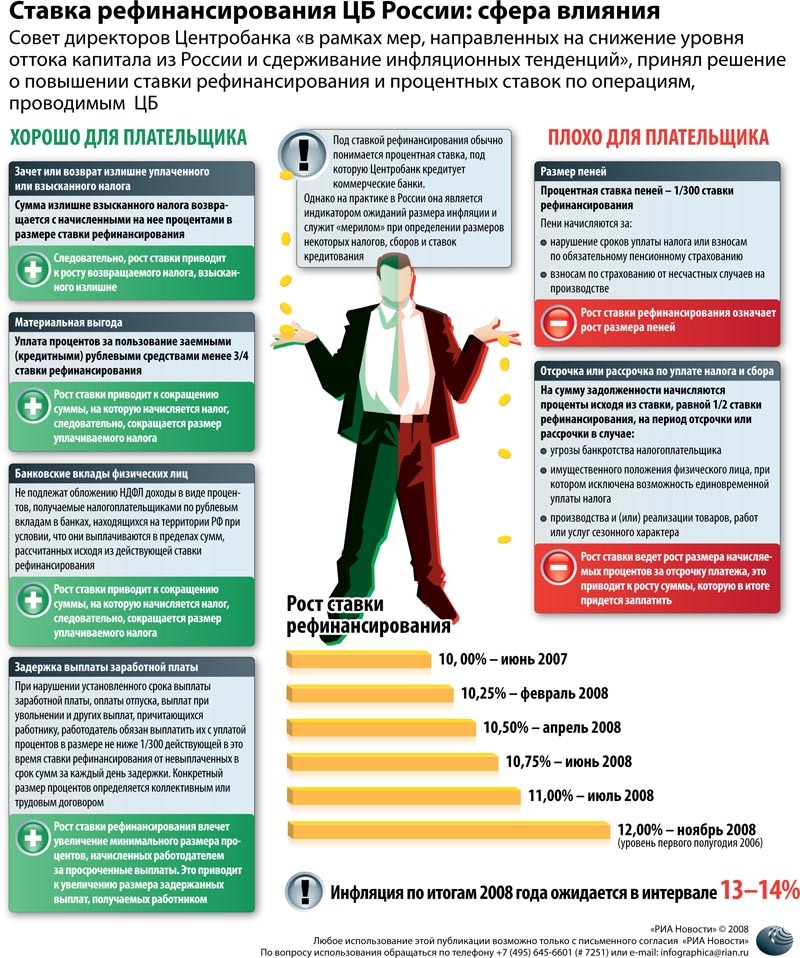 Ставка рефинансирования ЦБ России: сфера влияния
Совет директоров Центробанка «в рамках мер, направленных на снижение уровня
оттока капитала из России и сдерживание инфляционных тенденций», принял решение
о повышении ставки рефинансирования и процентных ставок по операциям,
проводимым ЦБ
ХОРОШО ДЛЯ ПЛАТЕЛЬЩИКА
Зачет или возврат излишне уплаченного
или взысканного налога
Сумма излишне взысканного налога возвра-
щается с начисленными на нее процентами в
размере ставки рефинансирования
Следовательно, рост ставки приводит
к росту возвращаемого налога, взыскан-
ного излишне
Материальная выгода
Уплата процентов за пользование заемными
(кредитными) рублевыми средствами менее 3/4
ставки рефинансирования
Рост ставки приводит к сокращению
суммы, на которую начисляется налог,
следовательно, сокращается размер
уплачиваемого налога
Банковские вклады физических лиц
Не подлежат обложению НДФЛ доходы в виде процен-
тов, получаемые налогоплательщиками по рублевым
вкладам в банках, находящихся на территории РФ при
условии, что они выплачиваются в пределах сумм,
рассчитанных исходя из действующей ставки
рефинансирования
Рост ставки приводит к сокращению
суммы, на которую начисляется налог,
следовательно, сокращается размер
уплачиваемого налога
Задержка выплаты заработной платы
При нарушении установленного срока выплаты
заработной платы, оплаты отпуска, выплат при
увольнении и других выплат, причитающихся
работнику, работодатель обязан выплатить их с уплатой
процентов в размере не ниже 1/300 действующей в это
время ставки рефинансирования от невыплаченных в
срок сумм за каждый день задержки. Конкретный
размер процентов определяется коллективным или
трудовым договором
Рост ставки рефинансирования влечет
увеличение минимального размера про-
центов, начисленных работодателем
за просроченные выплаты. Это приводит
к увеличению размера задержанных
выплат, получаемых работником
Под ставкой рефинансирования обычно
понимается процентная ставка, под
которую Центробанк кредитует
коммерческие банки.
Однако на практике в России она является
индикатором ожиданий размера инфляции и
служит «мерилом» при определении размеров
некоторых налогов, сборов и ставок
кредитования
ПЛОХО ДЛЯ ПЛАТЕЛЬЩИКА
Размер пеней
Процентная ставка пеней – 1/300 ставки
рефинансирования
Пени начисляются за:
нарушение сроков уплаты налога или взносам
по обязательному пенсионному страхованию
взносам по страхованию от несчастных случаев на
производстве
Рост ставки рефинансирования означает
рост размера пеней
Отсрочка или рассрочка по уплате налога и сбора
На сумму задолженности начисляются
проценты исходя из ставки, равной 1/2 ставки
рефинансирования, на период отсрочки или
рассрочки в случае:
угрозы банкротства налогоплательщика
имущественного положения физического лица, при
котором исключена возможность единовременной
уплаты налога
производства и (или) реализации товаров, работ
или услуг сезонного характера
Рост ставки ведет рост размера начисляе-
мых процентов за отсрочку платежа, это
приводит к росту суммы, которую в итоге
придется заплатить
Рост ставки
рефинансирования
10, 00% – июнь 2007
10,25% – февраль 2008
10,50% – апрель 2008
10,75% – июнь 2008
11,00% – июль 2008
12,00% – ноябрь 2008
(уровень первого полугодия 2006)
Инфляция по итогам 2008 года ожидается в интервале 13–14%
«РИА Новости» © 2008
Любое использование этой публикации возможно только с письменного согласия «РИА Новости»
По вопросу использования обращаться по телефону +7 (495) 645-6601 (# 7251) или e-mail: infographica@rian.ru